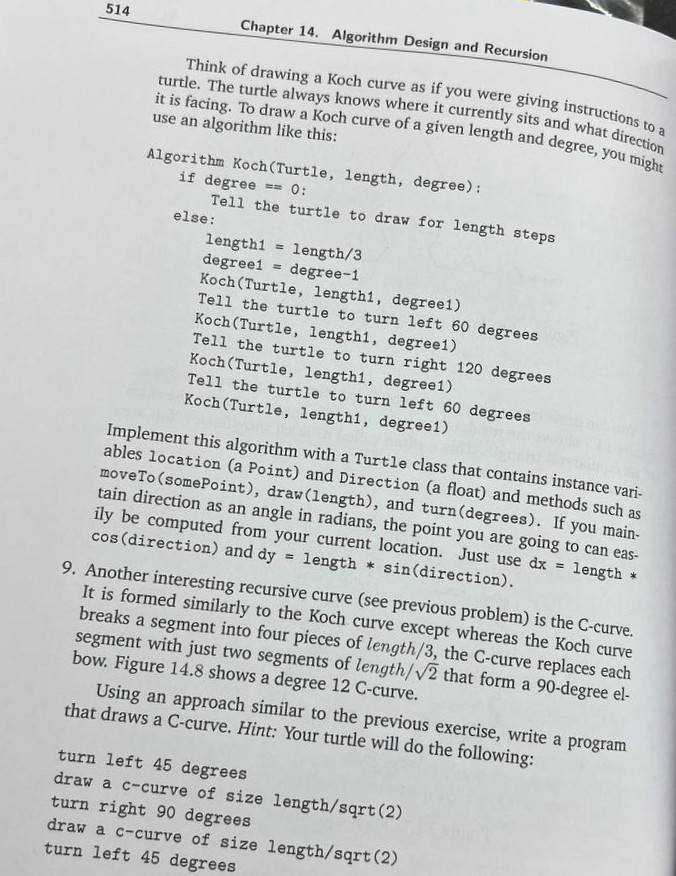 514
Chapter 14. Algorithm Design and Recursion
Think of drawing a Koch curve as if you were giving instructions to a
turtle. The turtle always knows where it currently sits and what direction
it is facing. To draw a Koch curve of a given length and degree, you might
use an algorithm like this:
Algorithm Koch(Turtle, length, degree):
if degree == 0:
Tell the turtle to draw for length steps
else:
length1 = length/3
degree1 = degree-1
Koch(Turtle, length1, degree1)
Tell the turtle to turn left 60 degrees
Koch(Turtle, length1, degree1)
Tell the turtle to turn right 120 degrees
Koch(Turtle, length1, degree1)
Tell the turtle to turn left 60 degrees
Koch(Turtle, length1, degree1)
Implement this algorithm with a Turtle class that contains instance vari-
ables location (a Point) and Direction (a float) and methods such as
moveTo(somePoint), draw(length), and turn(degrees). If you main-
tain direction as an angle in radians, the point you are going to can eas-
ily be computed from your current location. Just use dx = length *
cos(direction) and dy = length * sin(direction).
9. Another interesting recursive curve (see previous problem) is the C-curve.
It is formed similarly to the Koch curve except whereas the Koch curve
breaks a segment into four pieces of length/3, the C-curve replaces each
segment with just two segments of length/√2 that form a 90-degree el-
bow. Figure 14.8 shows a degree 12 C-curve.
Using an approach similar to the previous exercise, write a program
that draws a C-curve. Hint: Your turtle will do the following:
turn left 45 degrees
draw a c-curve of size length/sqrt(2)
turn right 90 degrees
draw a c-curve of size length/sqrt(2)
turn left 45 degrees